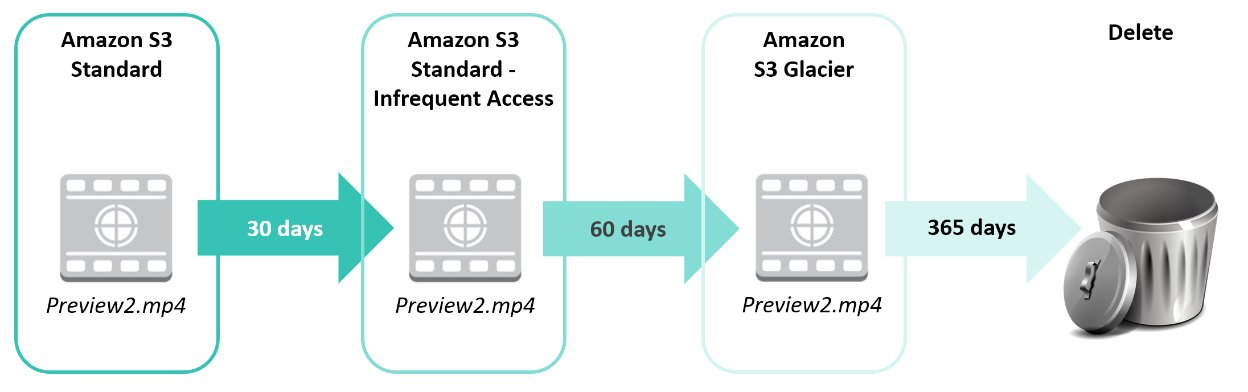 Amazon S3
Standard
Amazon S3
Standard -
Infrequent Access
Amazon
S3 Glacier
Delete
30 days
60 days
365 days
Preview2.mp4
Preview2.mp4
Preview2.mp4